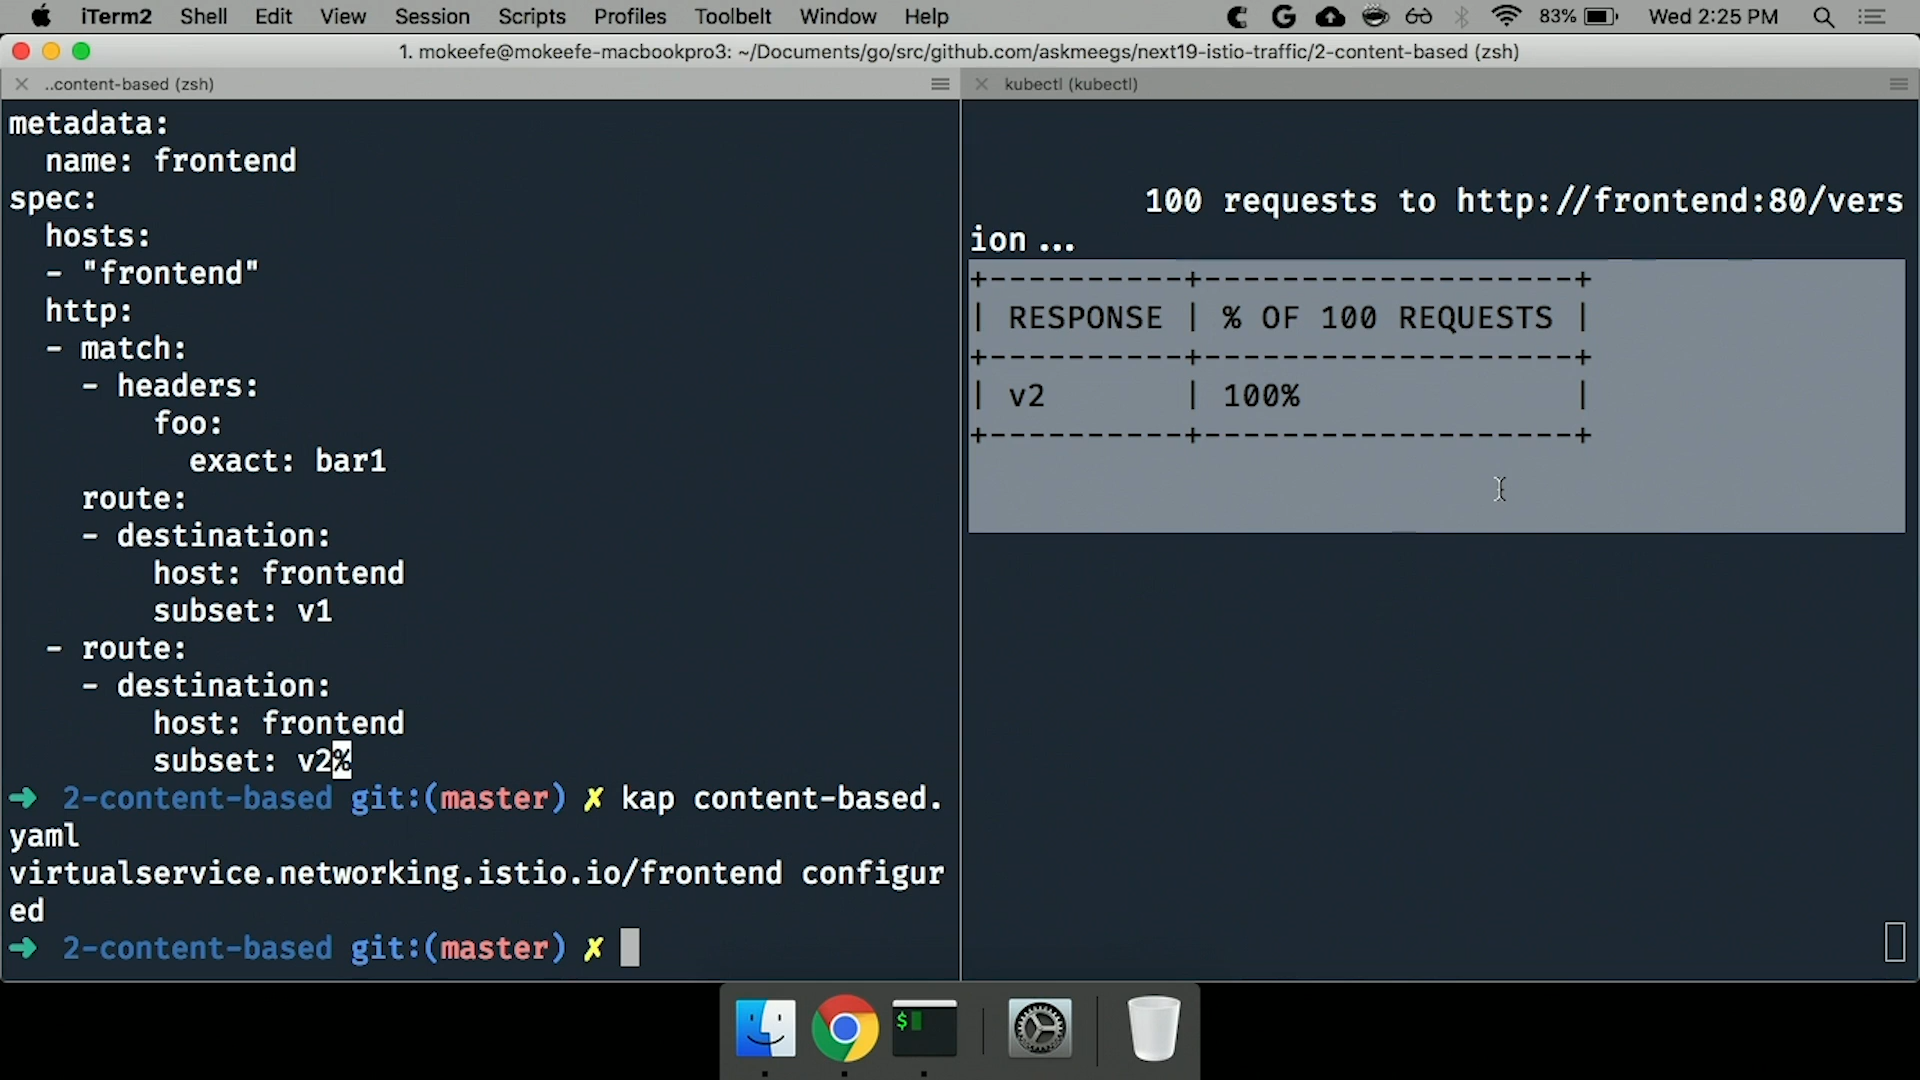 iTerm2 Shell Edit View Session Scripts Profiles Toolbelt Window Help 83% Wed 2:25 PM
1. mokeefe@mokeefe-macbookpro3: ~/Documents/go/src/github.com/askmeegs/next19-istio-traffic/2-content-based (zsh)
..content-based (zsh)
kubectl (kubectl)
metadata:
  name: frontend
spec:
  hosts:
  - "frontend"
  http:
  - match:
    - headers:
        foo:
          exact: bar1
    route:
    - destination:
        host: frontend
        subset: v1
  - route:
    - destination:
        host: frontend
        subset: v2%
➜  2-content-based git:(master) ✗ kap content-based.
yaml
virtualservice.networking.istio.io/frontend configur
ed
➜  2-content-based git:(master) ✗
100 requests to http://frontend:80/vers
ion...
+----------+-------------------+
| RESPONSE | % OF 100 REQUESTS |
+----------+-------------------+
| v2       | 100%              |
+----------+-------------------+
$